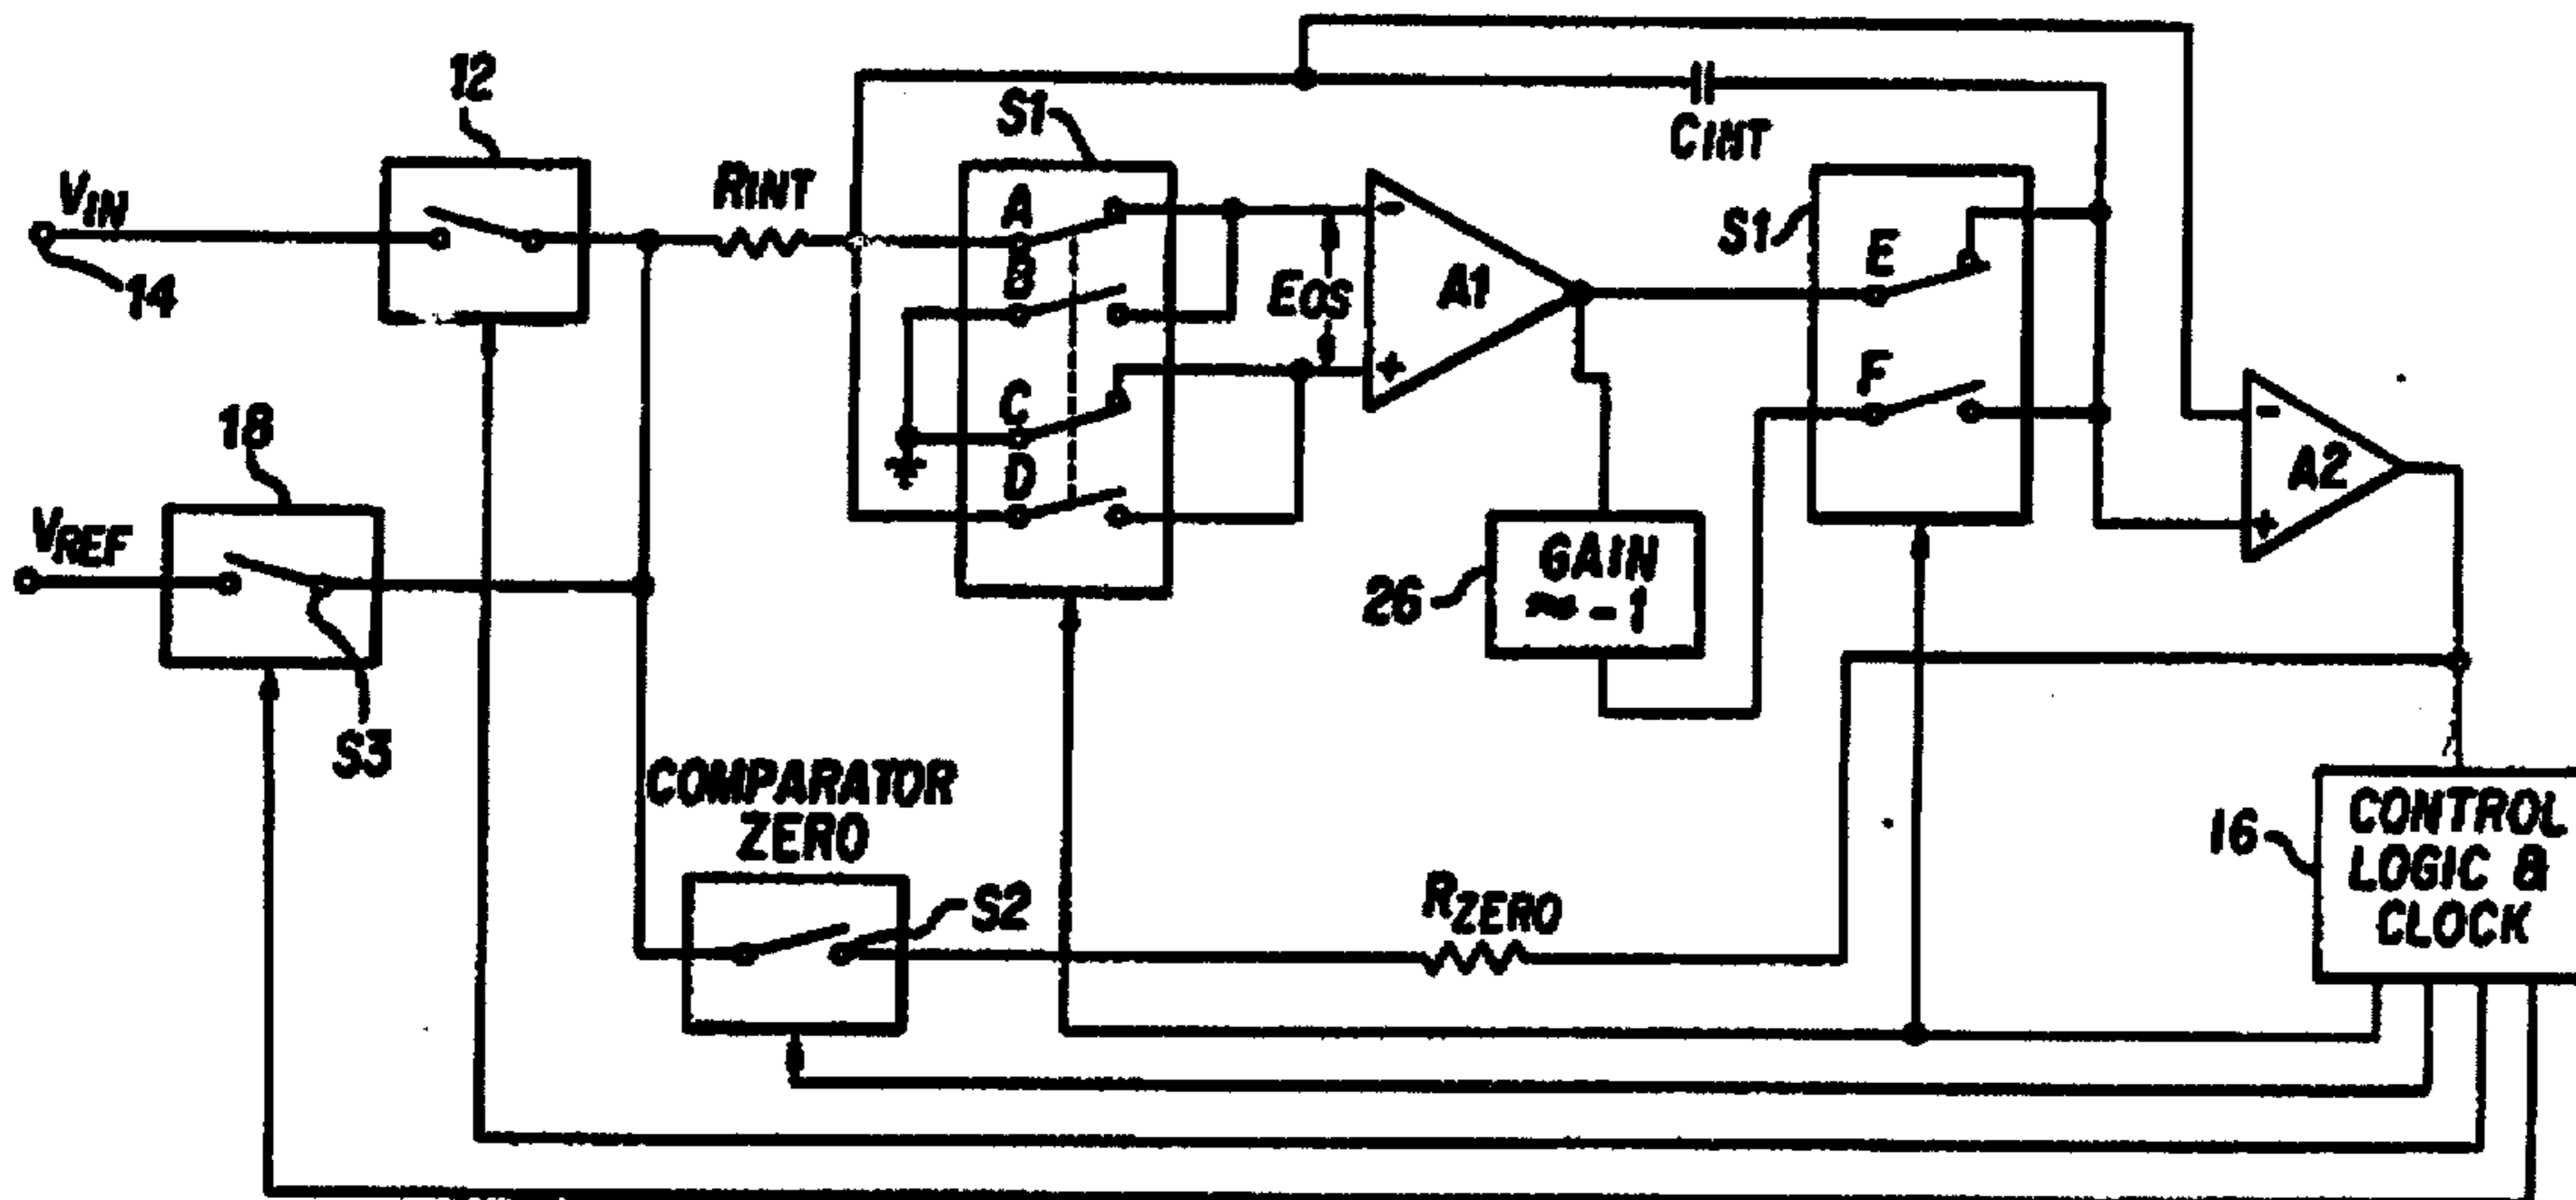 12
S1
CINT
VIN
RINT
A
S1
14
B
EOS
A1
E
C
F
18
D
A2
VREF
GAIN
≈ -1
26
S3
COMPARATOR
ZERO
S2
RZERO
16
CONTROL
LOGIC &
CLOCK
- 
+
-
+